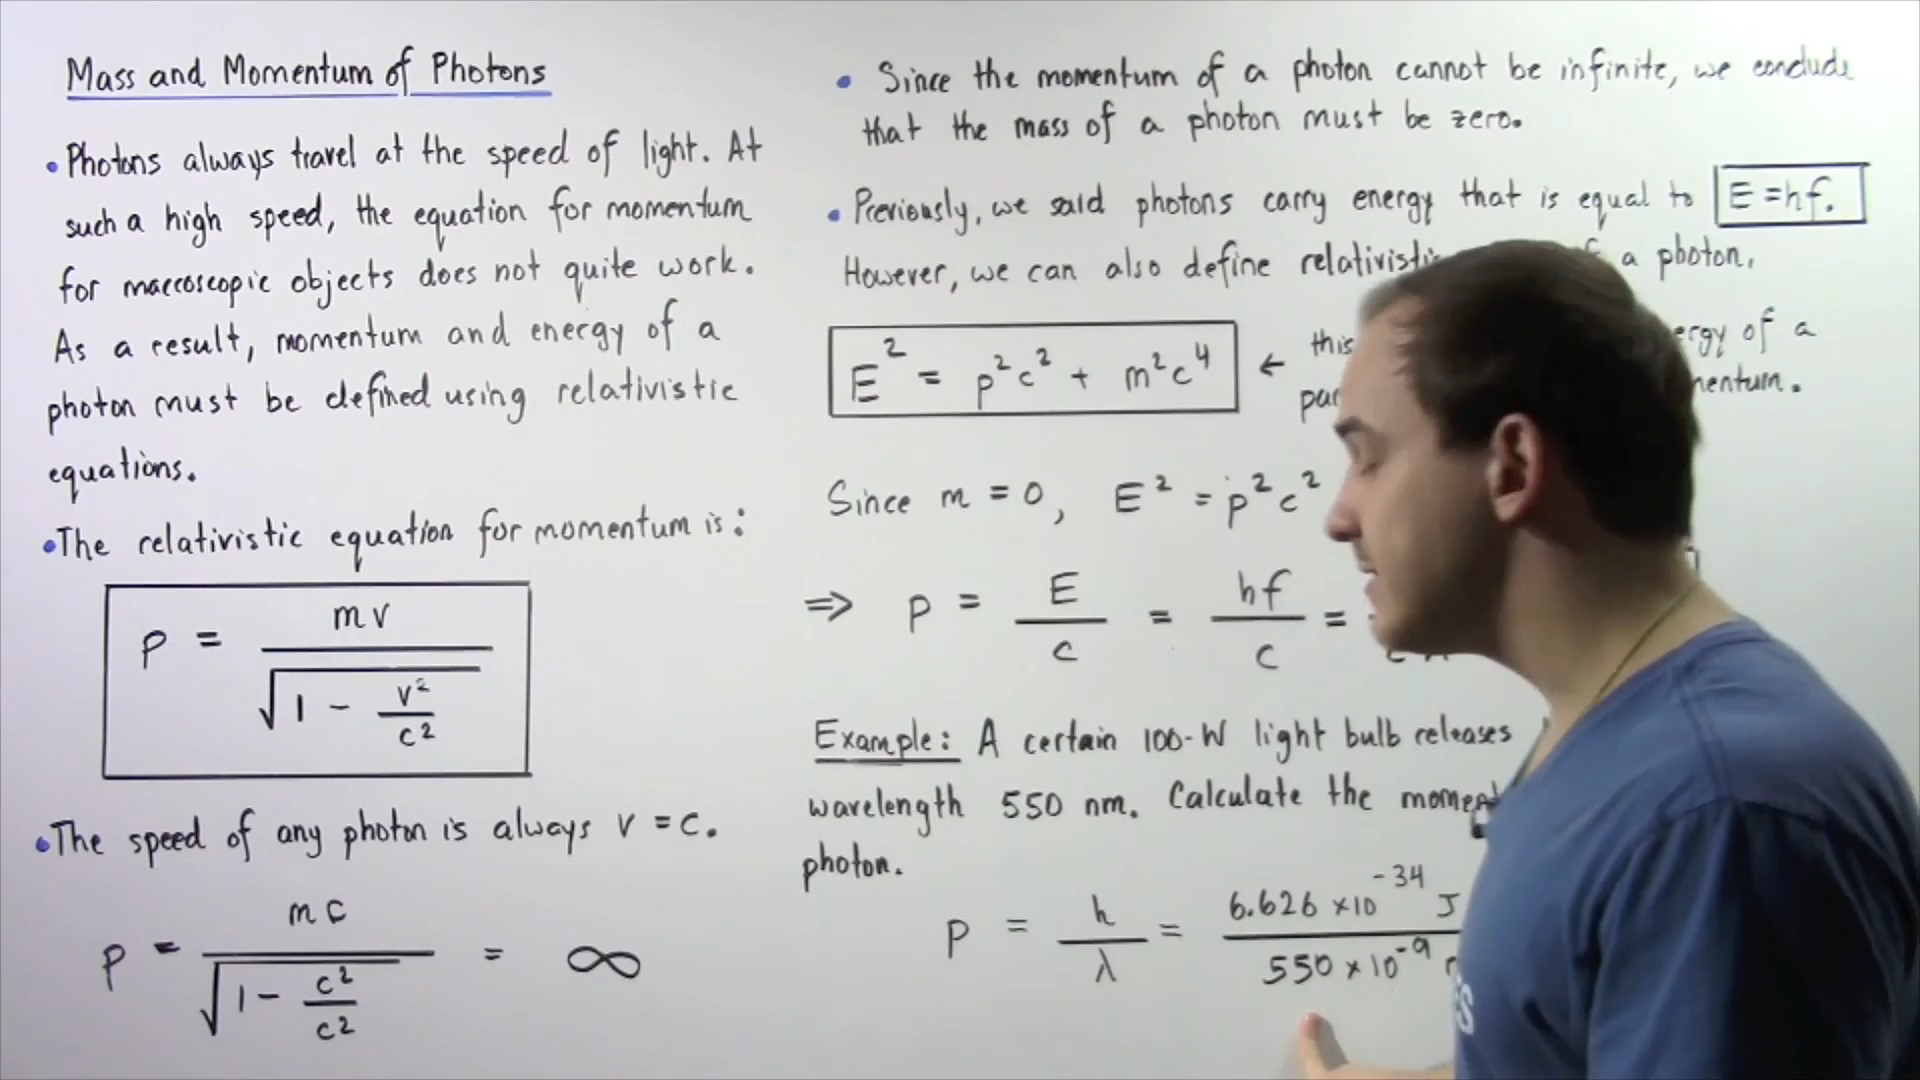 Mass and Momentum of Photons
• Photons always travel at the speed of light. At
such a high speed, the equation for momentum
for macroscopic objects does not quite work.
As a result, momentum and energy of a
photon must be defined using relativistic
equations.
• The relativistic equation for momentum is:
p = mv / √(1 - v²/c²)
• The speed of any photon is always v = c.
p = mc / √(1 - c²/c²) = ∞
• Since the momentum of a photon cannot be infinite, we conclude
that the mass of a photon must be zero.
• Previously, we said photons carry energy that is equal to E = hf.
However, we can also define a photon.
E² = p²c² + m²c⁴ ← this of a
Since m = 0, E² = p²c²
⇒ p = E/c = hf/c =
Example: A certain 100-W light bulb releases
wavelength 550 nm. Calculate the
photon.
p = h/λ = 6.626 × 10⁻³⁴ J / 550 × 10⁻⁹